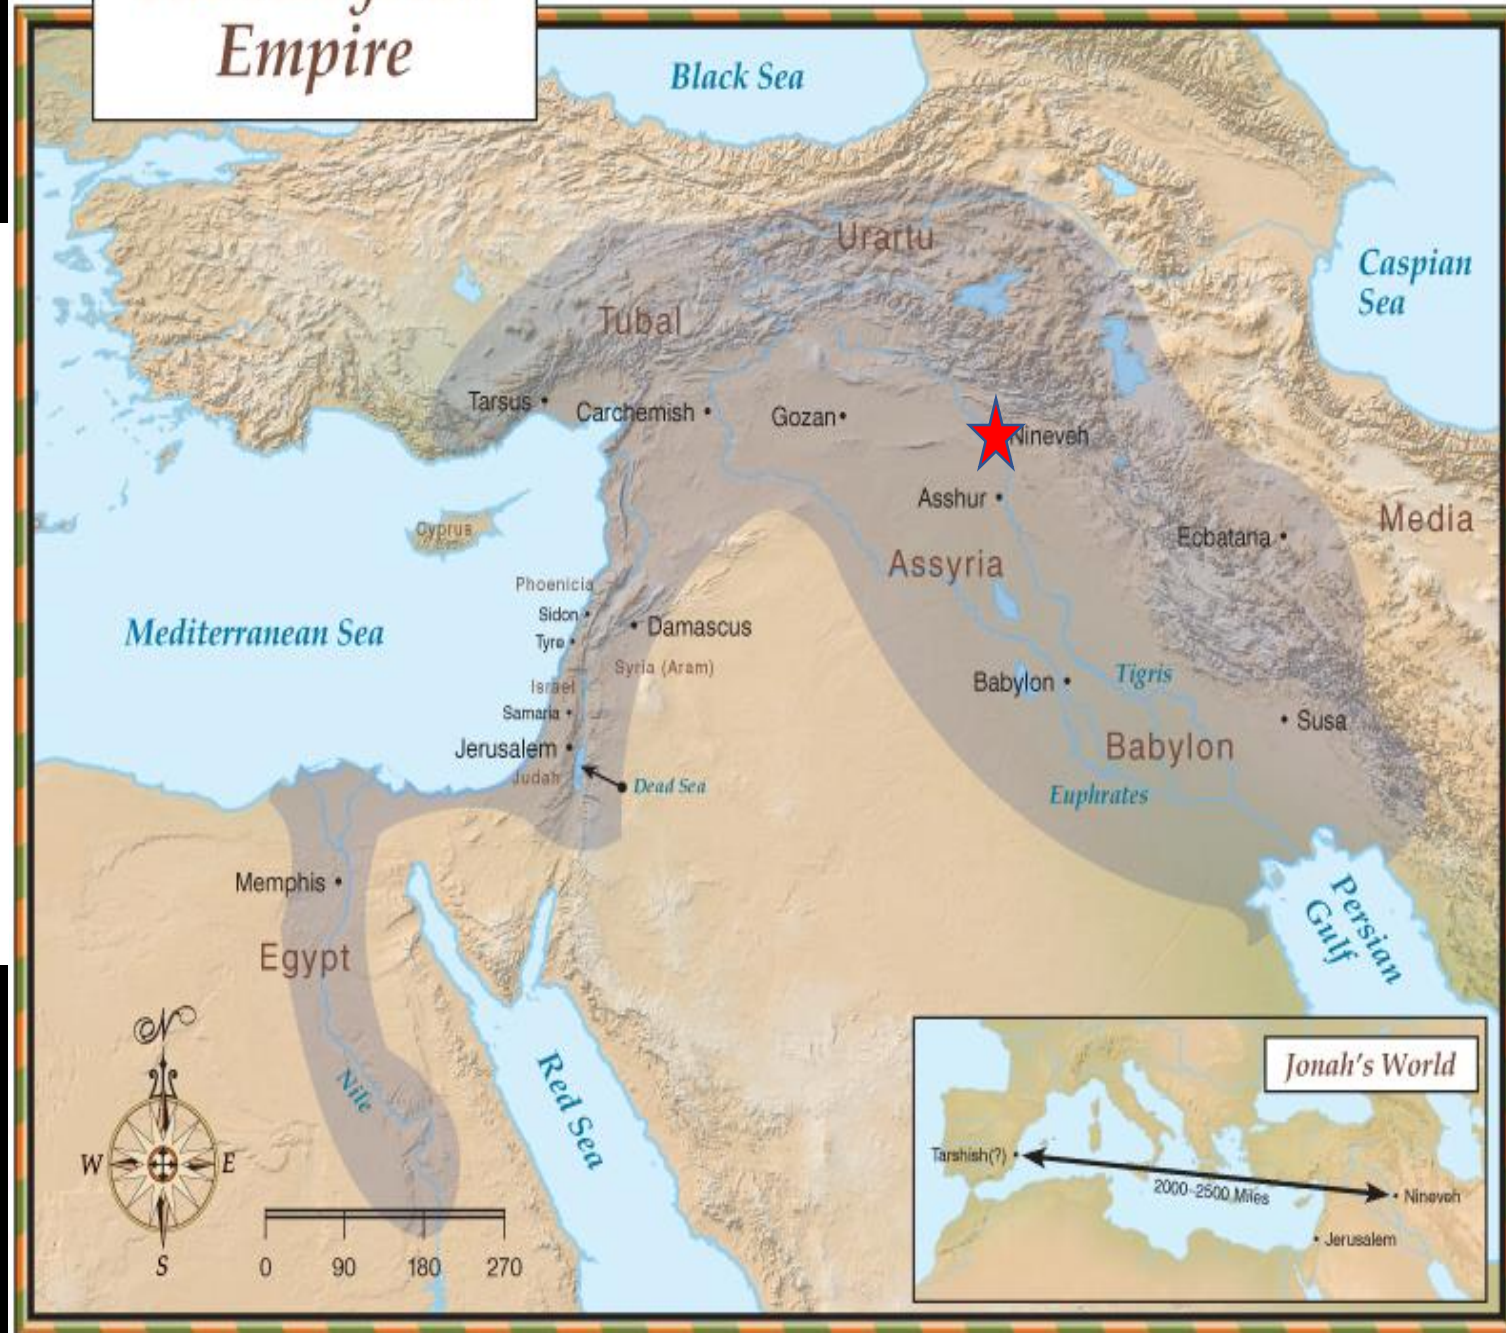 Empire
Black Sea
Caspian
Sea
Urartu
Tubal
Tarsus
Carchemish
Gozan
Nineveh
Asshur
Media
Ecbatana
Cyprus
Assyria
Phoenicia
Sidon
Tyre
Damascus
Mediterranean Sea
Syria (Aram)
Israel
Samaria
Babylon
Tigris
Susa
Jerusalem
Babylon
Judah
Dead Sea
Euphrates
Memphis
Persian
Gulf
Egypt
Nile
Red Sea
N
W
E
S
0 90 180 270
Jonah's World
Tarshish(?)
2000-2500 Miles
Nineveh
Jerusalem